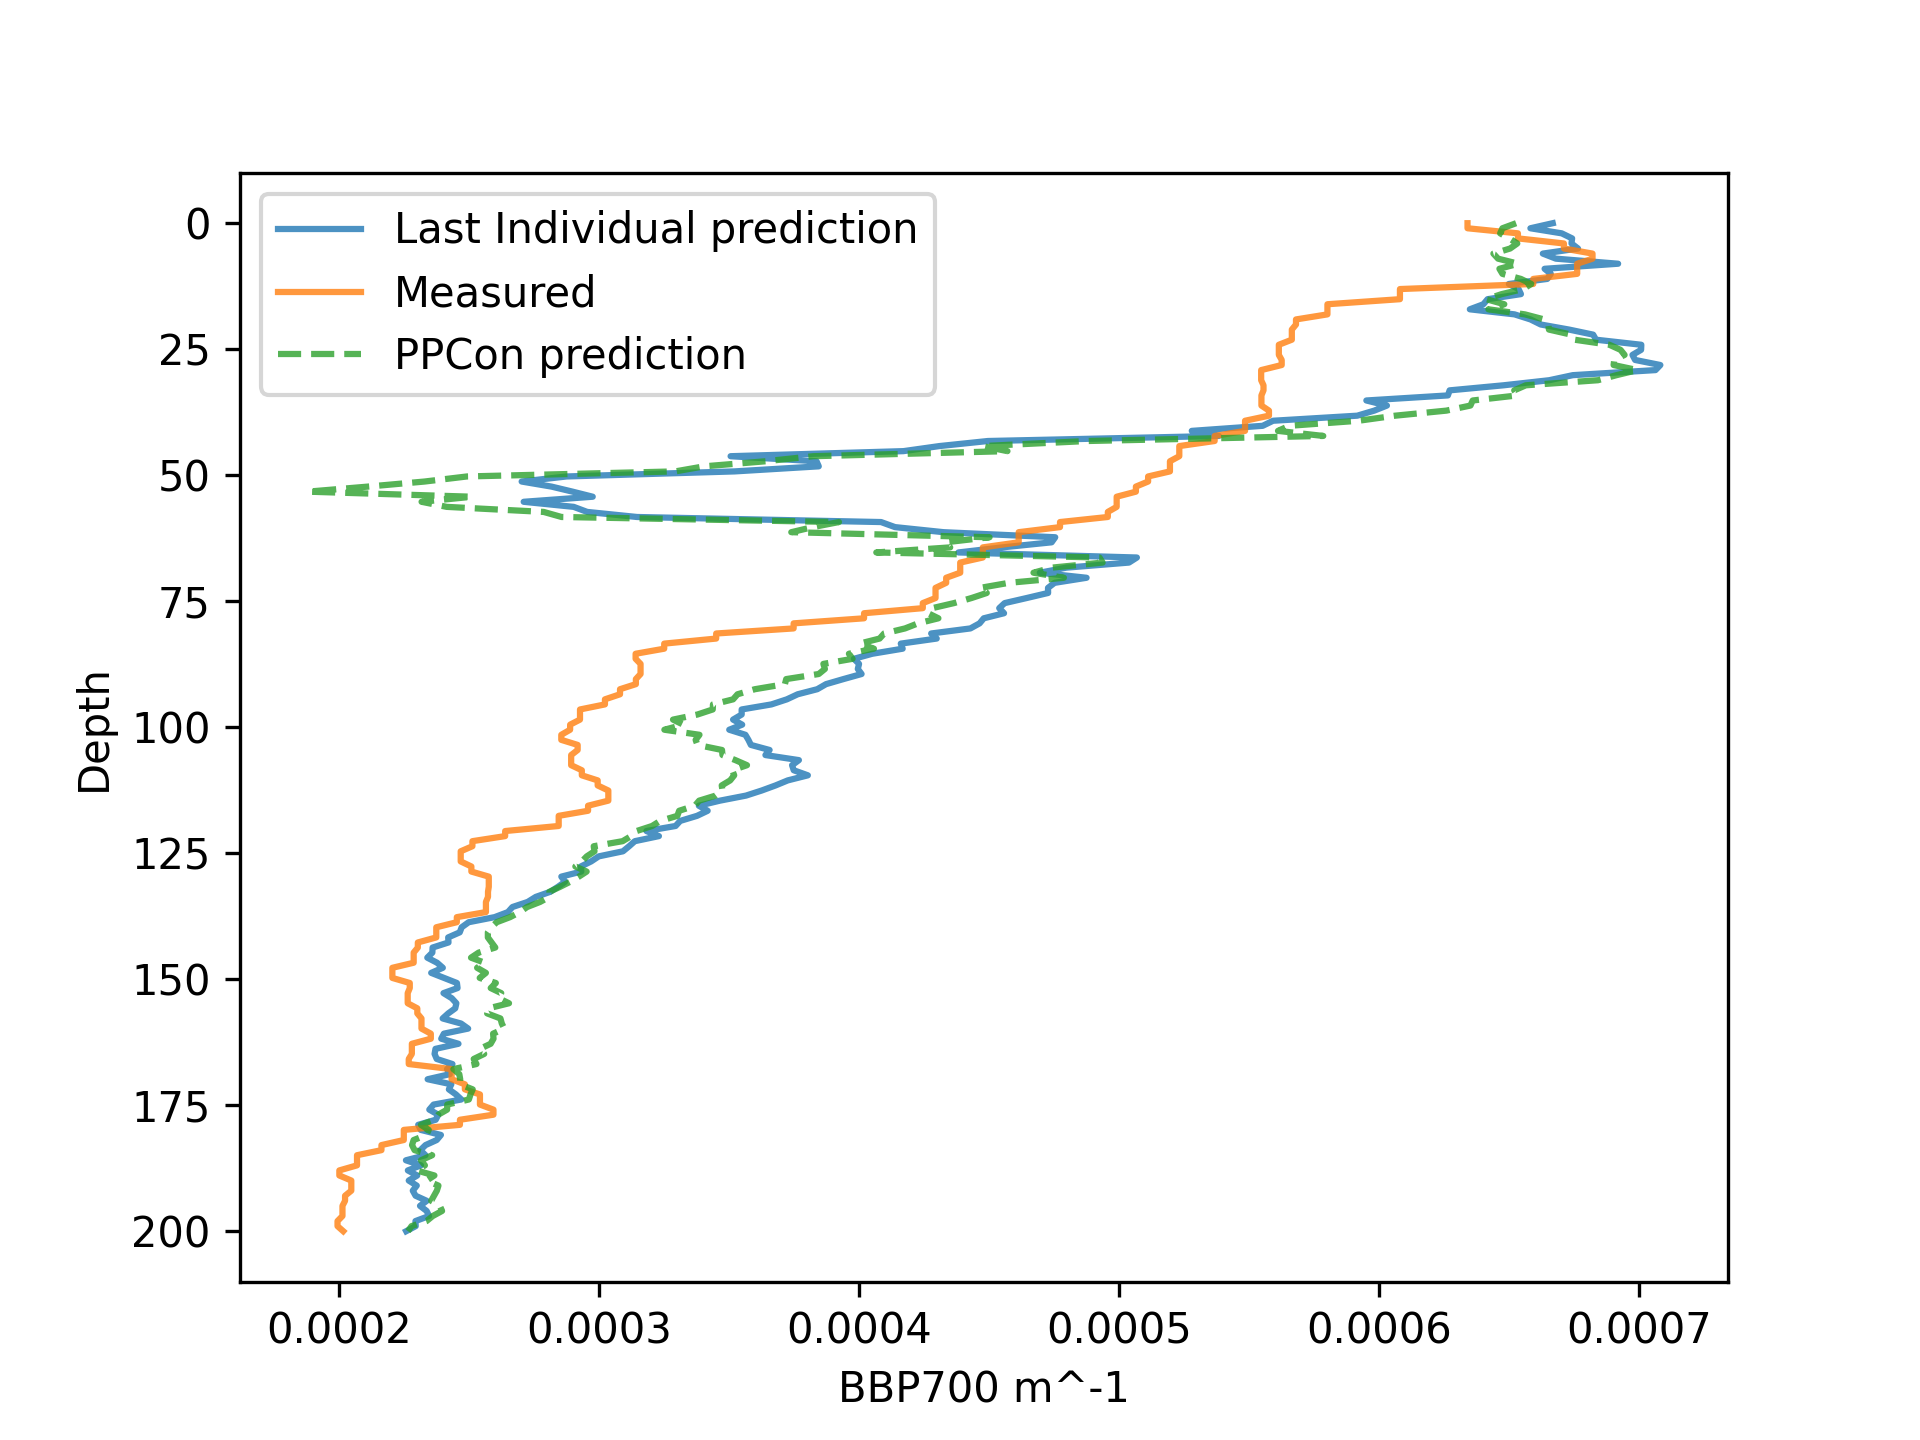 Last Individual prediction
Measured
PPCon prediction
0
25
50
75
100
125
150
175
200
Depth
0.0002 0.0003 0.0004 0.0005 0.0006 0.0007
BBP700 m^-1